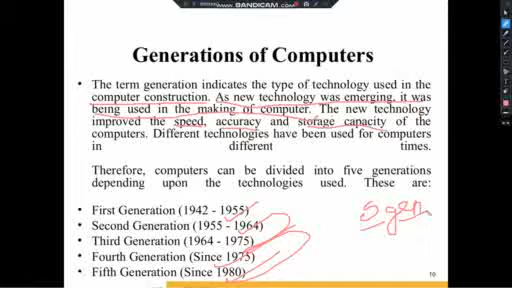 www.BANDICAM.com
Generations of Computers
• The term generation indicates the type of technology used in the
computer construction. As new technology was emerging, it was
being used in the making of computer. The new technology
improved the speed, accuracy and storage capacity of the
computers. Different technologies have been used for computers
in different times.
Therefore, computers can be divided into five generations
depending upon the technologies used. These are:
• First Generation (1942 - 1955)
• Second Generation (1955 - 1964)
• Third Generation (1964 - 1975)
• Fourth Generation (Since 1975)
• Fifth Generation (Since 1980)
5 gen
10